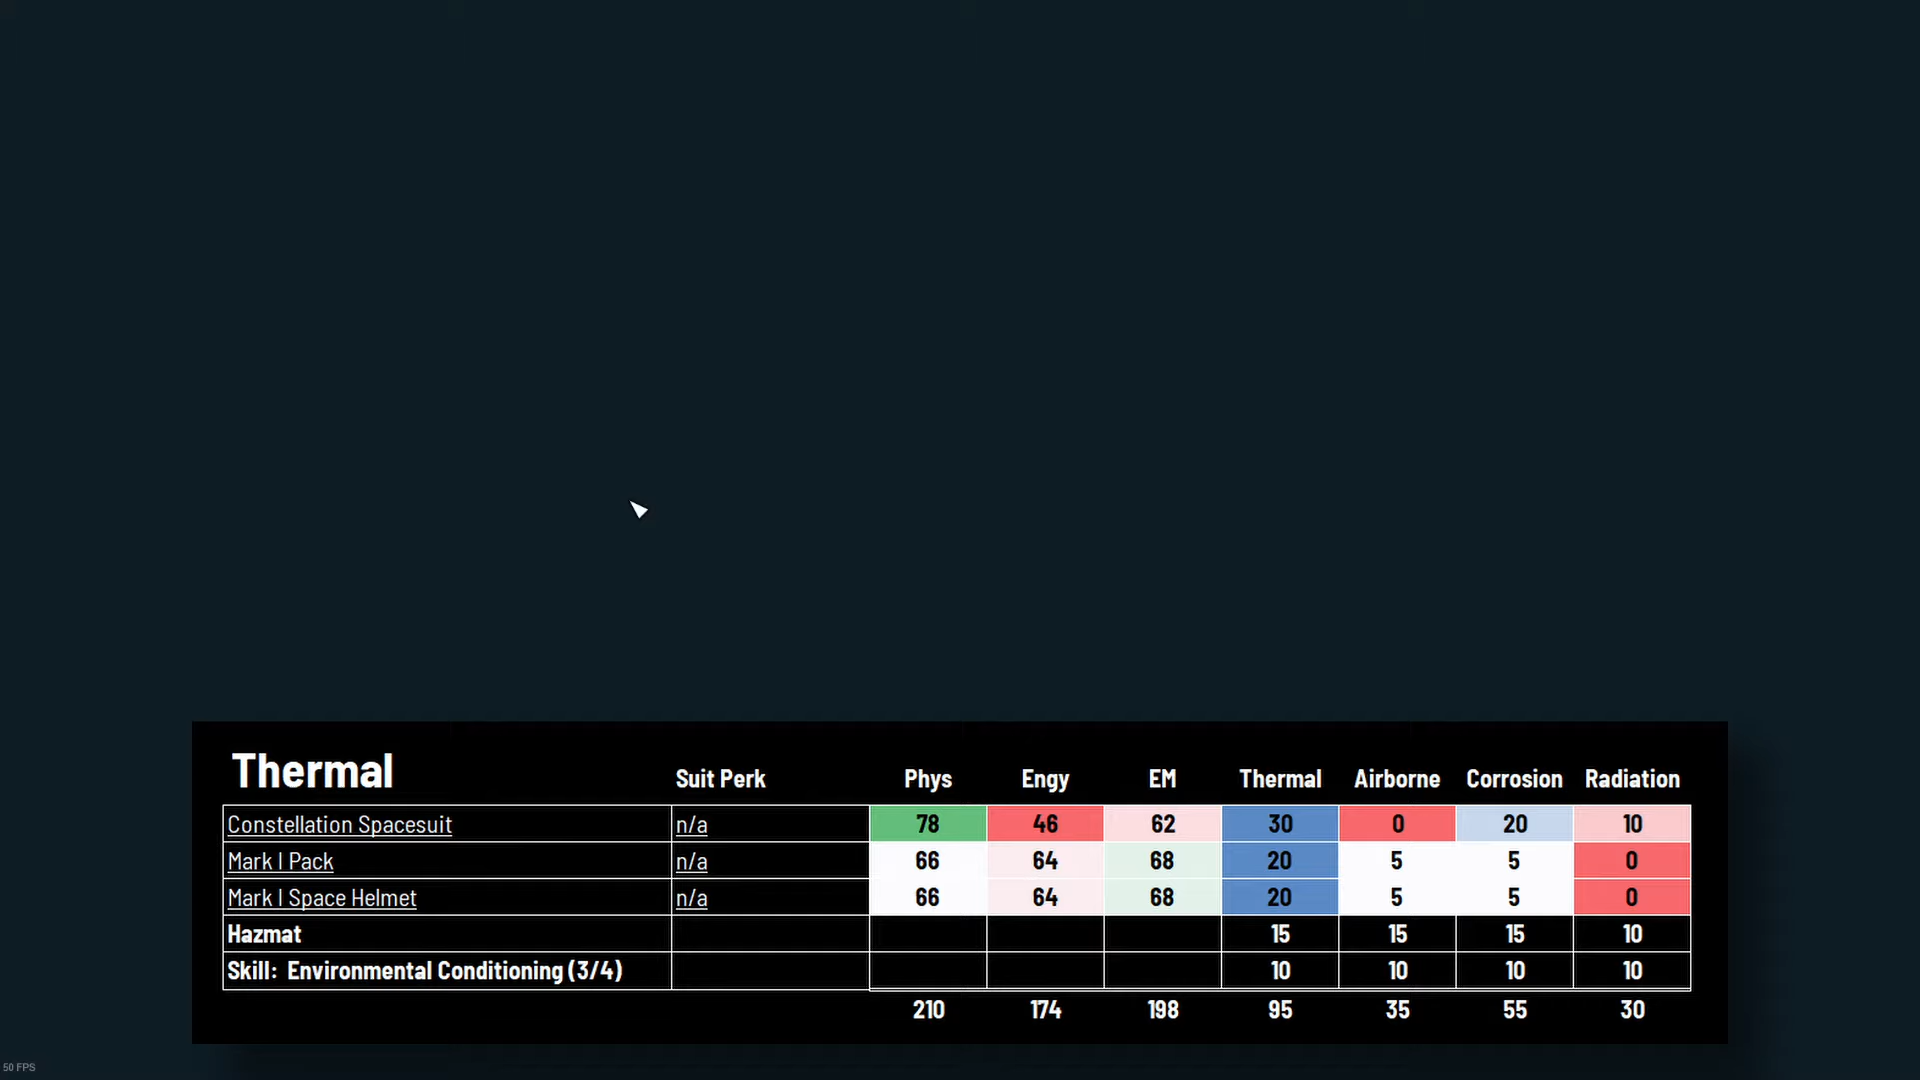 Thermal Suit Perk Phys Engy EM Thermal Airborne Corrosion Radiation
Constellation Spacesuit n/a 78 46 62 30 0 20 10
Mark I Pack n/a 66 64 68 20 5 5 0
Mark I Space Helmet n/a 66 64 68 20 5 5 0
Hazmat 15 15 15 10
Skill: Environmental Conditioning (3/4) 10 10 10 10
210 174 198 95 35 55 30
50 FPS